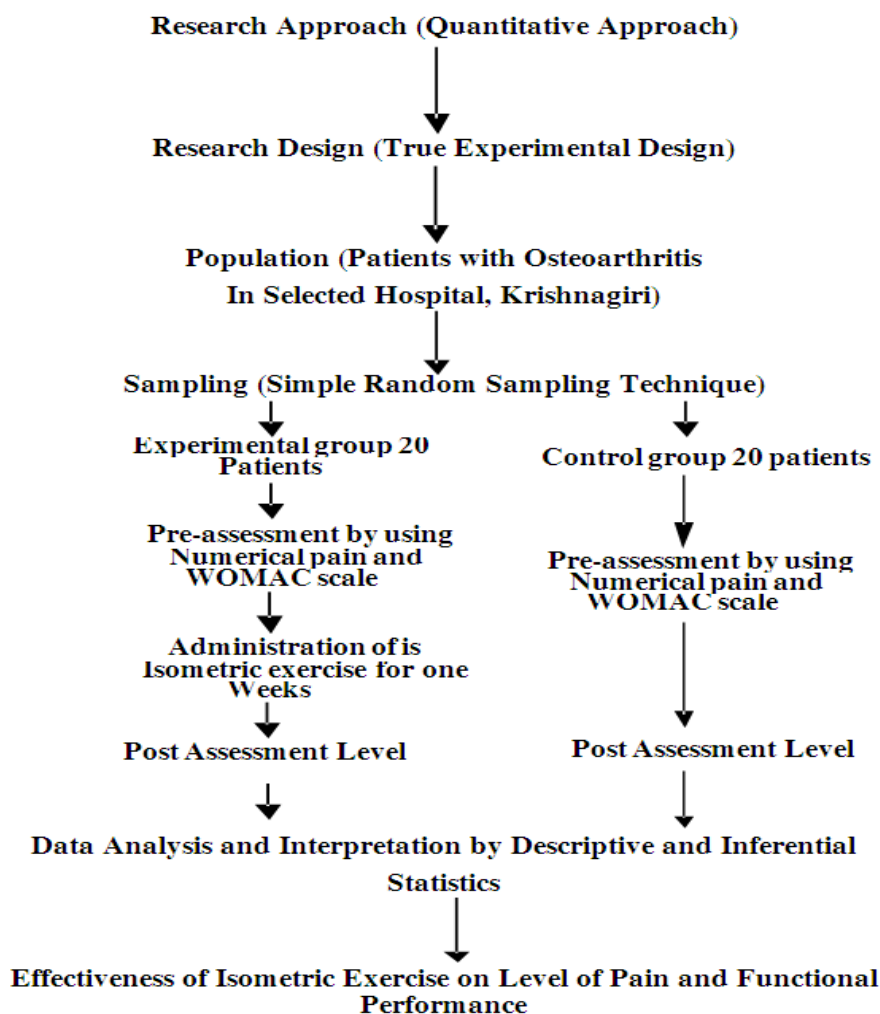 Research Approach (Quantitative Approach)
Research Design (True Experimental Design)
Population (Patients with Osteoarthritis
In Selected Hospital, Krishnagiri)
Sampling (Simple Random Sampling Technique)
Experimental group 20
Patients
Control group 20 patients
Pre-assessment by using
Numerical pain and
WOMAC scale
Pre-assessment by using
Numerical pain and
WOMAC scale
Administration of is
Isometric exercise for one
Weeks
Post Assessment Level
Post Assessment Level
Data Analysis and Interpretation by Descriptive and Inferential
Statistics
Effectiveness of Isometric Exercise on Level of Pain and Functional
Performance